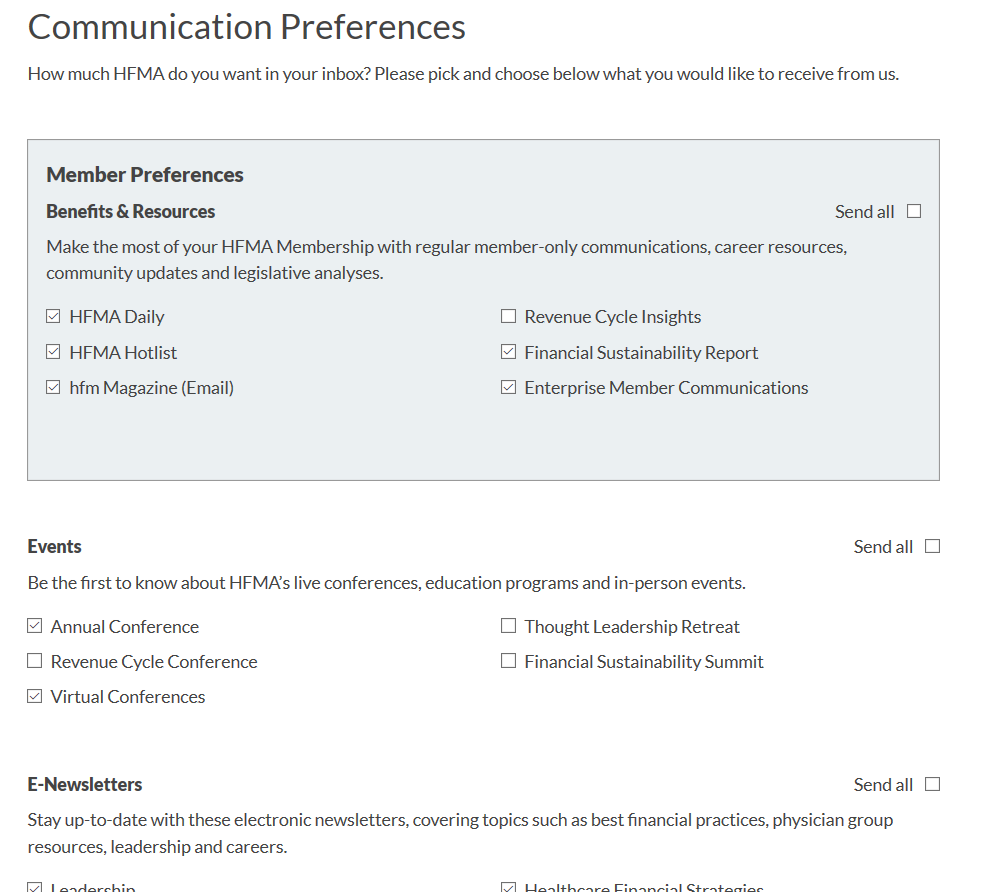 Communication Preferences
How much HFMA do you want in your inbox? Please pick and choose below what you would like to receive from us.
Member Preferences
Benefits & Resources
Send all
Make the most of your HFMA Membership with regular member-only communications, career resources,
community updates and legislative analyses.
HFMA Daily
Revenue Cycle Insights
HFMA Hotlist
Financial Sustainability Report
hfm Magazine (Email)
Enterprise Member Communications
Events
Send all
Be the first to know about HFMA's live conferences, education programs and in-person events.
Annual Conference
Thought Leadership Retreat
Revenue Cycle Conference
Financial Sustainability Summit
Virtual Conferences
E-Newsletters
Send all
Stay up-to-date with these electronic newsletters, covering topics such as best financial practices, physician group
resources, leadership and careers.
Leadership
Healthcare Financial Strategies